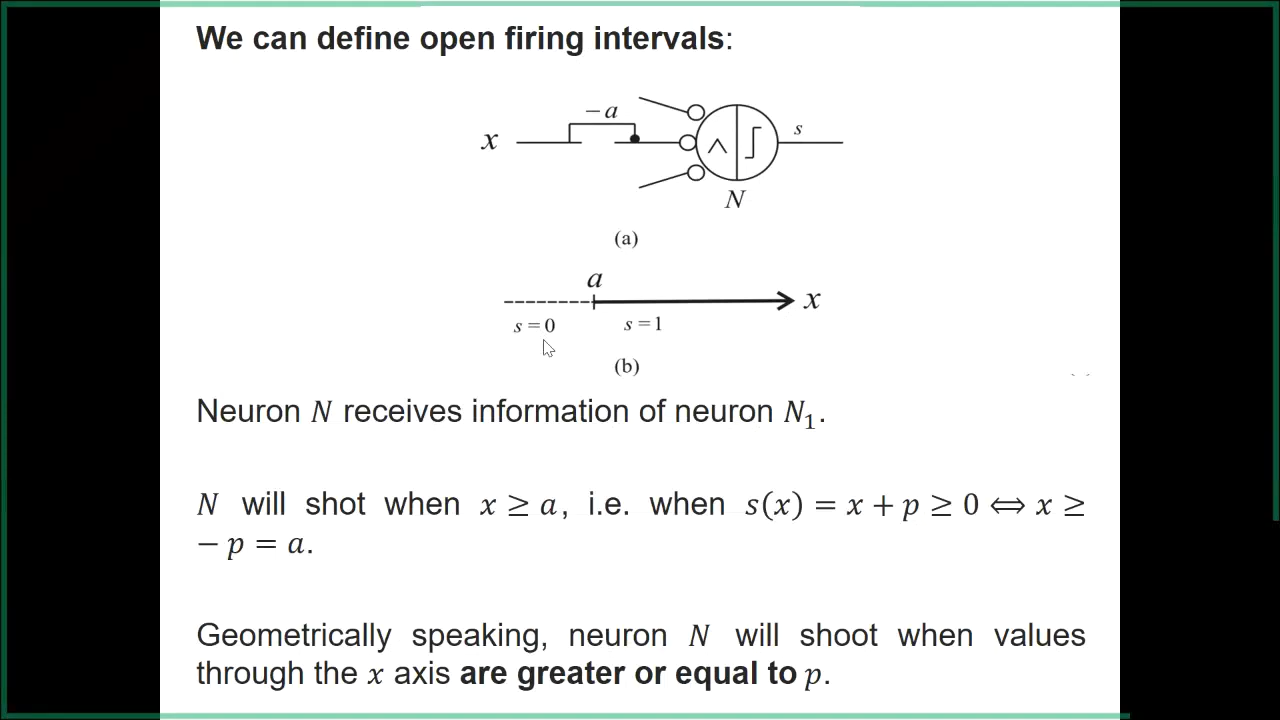 We can define open firing intervals:
−a
x
s
∧
N
(a)
a
x
s = 0
s = 1
(b)
Neuron N receives information of neuron N₁.
N will shot when x ≥ a, i.e. when s(x) = x + p ≥ 0 ⟺ x ≥
− p = a.
Geometrically speaking, neuron N will shoot when values
through the x axis are greater or equal to p.